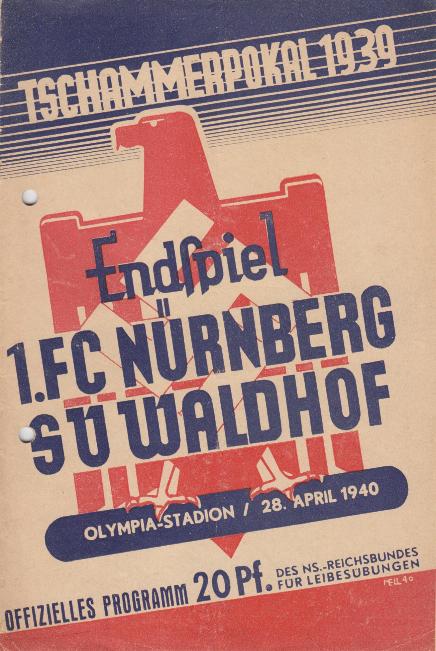 TSCHAMMERPOKAL 1939
Endspiel
1. FC NÜRNBERG
SV WALDHOF
OLYMPIA-STADION / 28. APRIL 1940
OFFIZIELLES PROGRAMM 20 Pf. DES NS.-REICHSBUNDES
FÜR LEIBESÜBUNGEN